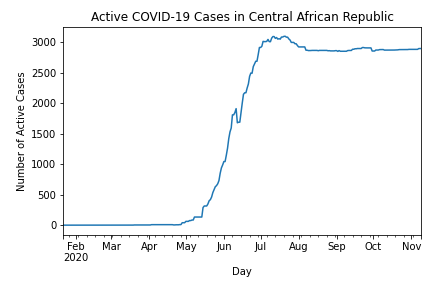 Active COVID-19 Cases in Central African Republic
Number of Active Cases
3000
2500
2000
1500
1000
500
0
Feb Mar Apr May Jun Jul Aug Sep Oct Nov
2020
Day